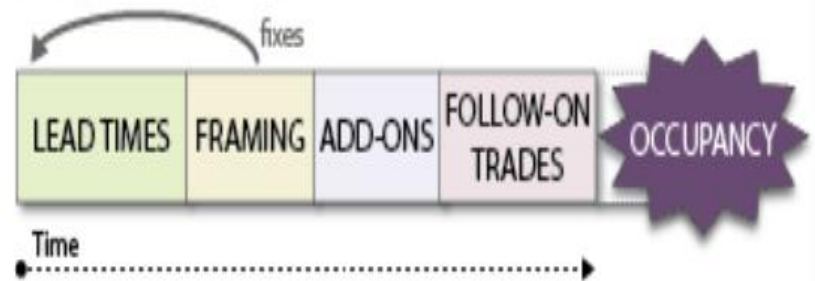 fixes
LEAD TIMES
FRAMING
ADD-ONS
FOLLOW-ON
TRADES
OCCUPANCY
Time